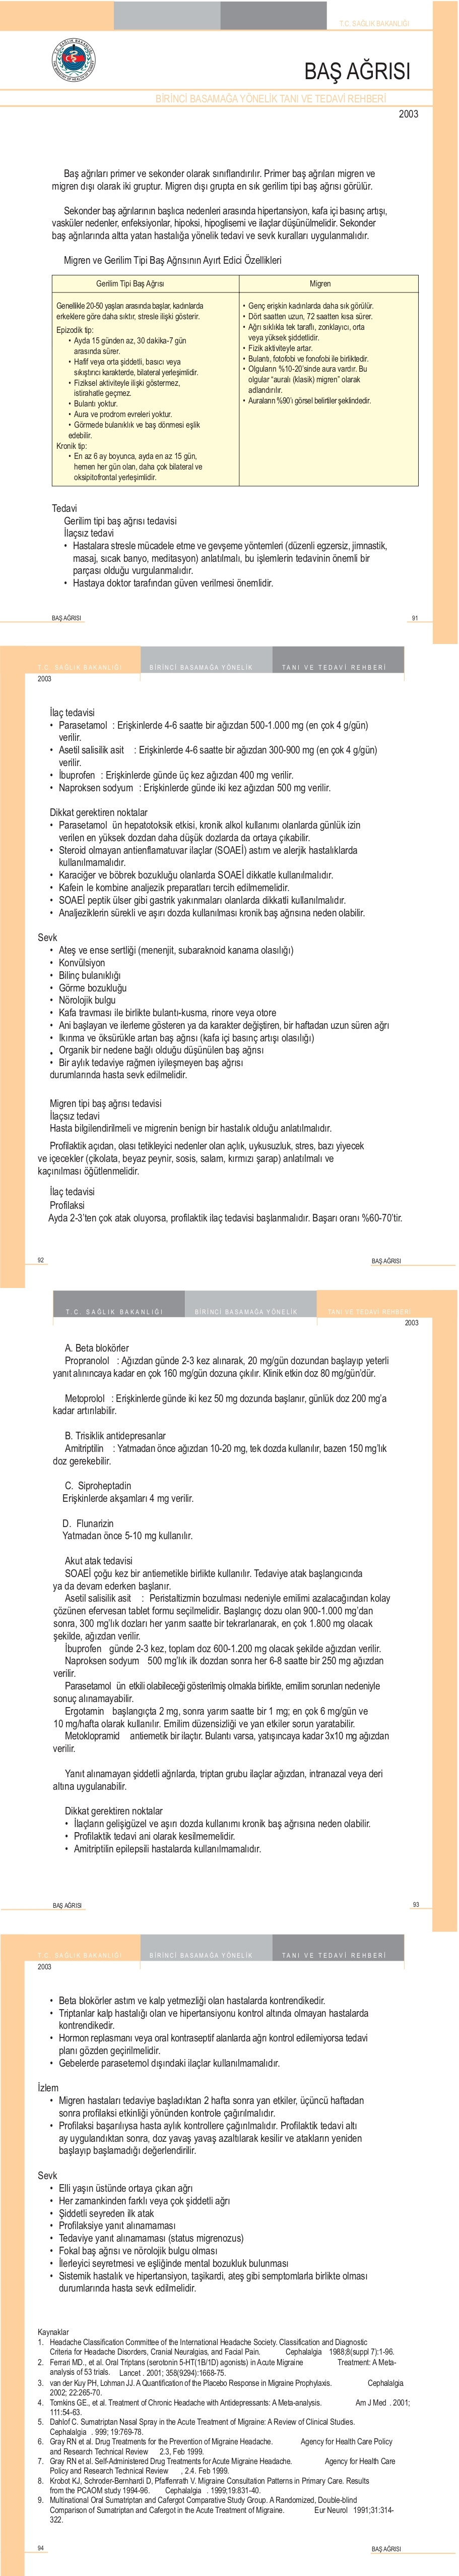 T.C. SAĞLIK BAKANLIĞI
BAŞ AĞRISI
BİRİNCİ BASAMAĞA YÖNELİK TANI VE TEDAVİ REHBERİ
2003
Baş ağrıları primer ve sekonder olarak sınıflandırılır. Primer baş ağrıları migren ve
migren dışı olarak iki gruptur. Migren dışı grupta en sık gerilim tipi baş ağrısı görülür.
Sekonder baş ağrılarının başlıca nedenleri arasında hipertansiyon, kafa içi basınç artışı,
vasküler nedenler, enfeksiyonlar, hipoksi, hipoglisemi ve ilaçlar düşünülmelidir. Sekonder
baş ağrılarında altta yatan hastalığa yönelik tedavi ve sevk kuralları uygulanmalıdır.
Migren ve Gerilim Tipi Baş Ağrısının Ayırt Edici Özellikleri
Gerilim Tipi Baş Ağrısı
Genellikle 20-50 yaşları arasında başlar, kadınlarda
erkeklere göre daha sıktır, stresle ilişki gösterir.
Epizodik tip:
• Ayda 15 günden az, 30 dakika-7 gün
arasında sürer.
• Hafif veya orta şiddetli, basıcı veya
sıkıştırıcı karakterde, bilateral yerleşimlidir.
• Fiziksel aktiviteyle ilişki göstermez,
istirahatle geçmez.
• Bulantı yoktur.
• Aura ve prodrom evreleri yoktur.
• Görmede bulanıklık ve baş dönmesi eşlik
edebilir.
Kronik tip:
• En az 6 ay boyunca, ayda en az 15 gün,
hemen her gün olan, daha çok bilateral ve
oksipitofrontal yerleşimlidir.
Migren
• Genç erişkin kadınlarda daha sık görülür.
• Dört saatten uzun, 72 saatten kısa sürer.
• Ağrı sıklıkla tek taraflı, zonklayıcı, orta
veya yüksek şiddetlidir.
• Fizik aktiviteyle artar.
• Bulantı, fotofobi ve fonofobi ile birliktedir.
• Olguların %10-20'sinde aura vardır. Bu
olgular "auralı (klasik) migren" olarak
adlandırılır.
• Auraların %90'ı görsel belirtiler şeklindedir.
Tedavi
Gerilim tipi baş ağrısı tedavisi
İlaçsız tedavi
• Hastalara stresle mücadele etme ve gevşeme yöntemleri (düzenli egzersiz, jimnastik,
masaj, sıcak banyo, meditasyon) anlatılmalı, bu işlemlerin tedavinin önemli bir
parçası olduğu vurgulanmalıdır.
• Hastaya doktor tarafından güven verilmesi önemlidir.
BAŞ AĞRISI
91
T.C. SAĞLIK BAKANLIĞI BİRİNCİ BASAMAĞA YÖNELİK TANI VE TEDAVİ REHBERİ
2003
İlaç tedavisi
• Parasetamol : Erişkinlerde 4-6 saatte bir ağızdan 500-1.000 mg (en çok 4 g/gün)
verilir.
• Asetil salisilik asit : Erişkinlerde 4-6 saatte bir ağızdan 300-900 mg (en çok 4 g/gün)
verilir.
• İbuprofen : Erişkinlerde günde üç kez ağızdan 400 mg verilir.
• Naproksen sodyum : Erişkinlerde günde iki kez ağızdan 500 mg verilir.
Dikkat gerektiren noktalar
• Parasetamol ün hepatotoksik etkisi, kronik alkol kullanımı olanlarda günlük izin
verilen en yüksek dozdan daha düşük dozlarda da ortaya çıkabilir.
• Steroid olmayan antienflamatuvar ilaçlar (SOAEİ) astım ve alerjik hastalıklarda
kullanılmamalıdır.
• Karaciğer ve böbrek bozukluğu olanlarda SOAEİ dikkatle kullanılmalıdır.
• Kafein le kombine analjezik preparatları tercih edilmemelidir.
• SOAEİ peptik ülser gibi gastrik yakınmaları olanlarda dikkatli kullanılmalıdır.
• Analjeziklerin sürekli ve aşırı dozda kullanılması kronik baş ağrısına neden olabilir.
Sevk
• Ateş ve ense sertliği (menenjit, subaraknoid kanama olasılığı)
• Konvülsiyon
• Bilinç bulanıklığı
• Görme bozukluğu
• Nörolojik bulgu
• Kafa travması ile birlikte bulantı-kusma, rinore veya otore
• Ani başlayan ve ilerleme gösteren ya da karakter değiştiren, bir haftadan uzun süren ağrı
• Ikınma ve öksürükle artan baş ağrısı (kafa içi basınç artışı olasılığı)
• Organik bir nedene bağlı olduğu düşünülen baş ağrısı
• Bir aylık tedaviye rağmen iyileşmeyen baş ağrısı
durumlarında hasta sevk edilmelidir.
Migren tipi baş ağrısı tedavisi
İlaçsız tedavi
Hasta bilgilendirilmeli ve migrenin benign bir hastalık olduğu anlatılmalıdır.
Profilaktik açıdan, olası tetikleyici nedenler olan açlık, uykusuzluk, stres, bazı yiyecek
ve içecekler (çikolata, beyaz peynir, sosis, salam, kırmızı şarap) anlatılmalı ve
kaçınılması öğütlenmelidir.
İlaç tedavisi
Profilaksi
Ayda 2-3'ten çok atak oluyorsa, profilaktik ilaç tedavisi başlanmalıdır. Başarı oranı %60-70'tir.
92
BAŞ AĞRISI
T.C. SAĞLIK BAKANLIĞI BİRİNCİ BASAMAĞA YÖNELİK TANI VE TEDAVİ REHBERİ
2003
A. Beta blokörler
Propranolol : Ağızdan günde 2-3 kez alınarak, 20 mg/gün dozundan başlayıp yeterli
yanıt alınıncaya kadar en çok 160 mg/gün dozuna çıkılır. Klinik etkin doz 80 mg/gün'dür.
Metoprolol : Erişkinlerde günde iki kez 50 mg dozunda başlanır, günlük doz 200 mg'a
kadar artırılabilir.
B. Trisiklik antidepresanlar
Amitriptilin : Yatmadan önce ağızdan 10-20 mg, tek dozda kullanılır, bazen 150 mg'lık
doz gerekebilir.
C. Siproheptadin
Erişkinlerde akşamları 4 mg verilir.
D. Flunarizin
Yatmadan önce 5-10 mg kullanılır.
Akut atak tedavisi
SOAEİ çoğu kez bir antiemetikle birlikte kullanılır. Tedaviye atak başlangıcında
ya da devam ederken başlanır.
Asetil salisilik asit : Peristaltizmin bozulması nedeniyle emilimi azalacağından kolay
çözünen efervesan tablet formu seçilmelidir. Başlangıç dozu olan 900-1.000 mg'dan
sonra, 300 mg'lık dozları her yarım saatte bir tekrarlanarak, en çok 1.800 mg olacak
şekilde, ağızdan verilir.
İbuprofen günde 2-3 kez, toplam doz 600-1.200 mg olacak şekilde ağızdan verilir.
Naproksen sodyum 500 mg'lık ilk dozdan sonra her 6-8 saatte bir 250 mg ağızdan
verilir.
Parasetamol ün etkili olabileceği gösterilmiş olmakla birlikte, emilim sorunları nedeniyle
sonuç alınamayabilir.
Ergotamin başlangıçta 2 mg, sonra yarım saatte bir 1 mg; en çok 6 mg/gün ve
10 mg/hafta olarak kullanılır. Emilim düzensizliği ve yan etkiler sorun yaratabilir.
Metoklopramid antiemetik bir ilaçtır. Bulantı varsa, yatışıncaya kadar 3x10 mg ağızdan
verilir.
Yanıt alınamayan şiddetli ağrılarda, triptan grubu ilaçlar ağızdan, intranazal veya deri
altına uygulanabilir.
Dikkat gerektiren noktalar
• İlaçların gelişigüzel ve aşırı dozda kullanımı kronik baş ağrısına neden olabilir.
• Profilaktik tedavi ani olarak kesilmemelidir.
• Amitriptilin epilepsili hastalarda kullanılmamalıdır.
BAŞ AĞRISI
93
T.C. SAĞLIK BAKANLIĞI BİRİNCİ BASAMAĞA YÖNELİK TANI VE TEDAVİ REHBERİ
2003
• Beta blokörler astım ve kalp yetmezliği olan hastalarda kontrendikedir.
• Triptanlar kalp hastalığı olan ve hipertansiyonu kontrol altında olmayan hastalarda
kontrendikedir.
• Hormon replasmanı veya oral kontraseptif alanlarda ağrı kontrol edilemiyorsa tedavi
planı gözden geçirilmelidir.
• Gebelerde parasetemol dışındaki ilaçlar kullanılmamalıdır.
İzlem
• Migren hastaları tedaviye başladıktan 2 hafta sonra yan etkiler, üçüncü haftadan
sonra profilaksi etkinliği yönünden kontrole çağırılmalıdır.
• Profilaksi başarılıysa hasta aylık kontrollere çağırılmalıdır. Profilaktik tedavi altı
ay uygulandıktan sonra, doz yavaş yavaş azaltılarak kesilir ve atakların yeniden
başlayıp başlamadığı değerlendirilir.
Sevk
• Elli yaşın üstünde ortaya çıkan ağrı
• Her zamankinden farklı veya çok şiddetli ağrı
• Şiddetli seyreden ilk atak
• Profilaksiye yanıt alınamaması
• Tedaviye yanıt alınamaması (status migrenozus)
• Fokal baş ağrısı ve nörolojik bulgu olması
• İlerleyici seyretmesi ve eşliğinde mental bozukluk bulunması
• Sistemik hastalık ve hipertansiyon, taşikardi, ateş gibi semptomlarla birlikte olması
durumlarında hasta sevk edilmelidir.
Kaynaklar
1. Headache Classification Committee of the International Headache Society. Classification and Diagnostic
Criteria for Headache Disorders, Cranial Neuralgias, and Facial Pain. Cephalalgia 1988;8(suppl 7):1-96.
2. Ferrari MD., et al. Oral Triptans (serotonin 5-HT(1B/1D) agonists) in Acute Migraine Treatment: A Meta-
analysis of 53 trials. Lancet . 2001; 358(9294):1668-75.
3. van der Kuy PH, Lohman JJ. A Quantification of the Placebo Response in Migraine Prophylaxis. Cephalalgia
2002; 22:265-70.
4. Tomkins GE., et al. Treatment of Chronic Headache with Antidepressants: A Meta-analysis. Am J Med . 2001;
111:54-63.
5. Dahlof C. Sumatriptan Nasal Spray in the Acute Treatment of Migraine: A Review of Clinical Studies.
Cephalalgia . 999; 19:769-78.
6. Gray RN et al. Drug Treatments for the Prevention of Migraine Headache. Agency for Health Care Policy
and Research Technical Review 2.3, Feb 1999.
7. Gray RN et al. Self-Administered Drug Treatments for Acute Migraine Headache. Agency for Health Care
Policy and Research Technical Review , 2.4. Feb 1999.
8. Krobot KJ, Schroder-Bernhardi D, Pfaffenrath V. Migraine Consultation Patterns in Primary Care. Results
from the PCAOM study 1994-96. Cephalalgia . 1999;19:831-40.
9. Multinational Oral Sumatriptan and Cafergot Comparative Study Group. A Randomized, Double-blind
Comparison of Sumatriptan and Cafergot in the Acute Treatment of Migraine. Eur Neurol 1991;31:314-
322.
94
BAŞ AĞRISI